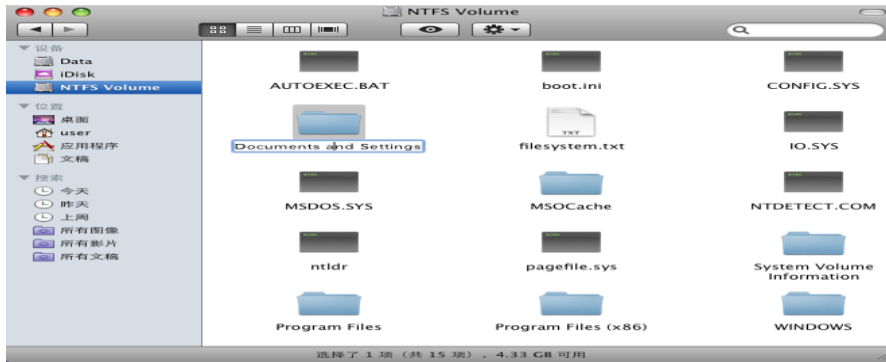 NTFS Volume
设备
Data
iDisk
NTFS Volume
位置
桌面
user
应用程序
文稿
搜索
今天
昨天
上周
所有图像
所有影片
所有文稿
AUTOEXEC.BAT
boot.ini
CONFIG.SYS
Documents and Settings
TXT
filesystem.txt
IO.SYS
MSDOS.SYS
MSOCache
NTDETECT.COM
ntldr
pagefile.sys
System Volume
Information
Program Files
Program Files (x86)
WINDOWS
选择了 1 项（共 15 项）, 4.33 GB 可用